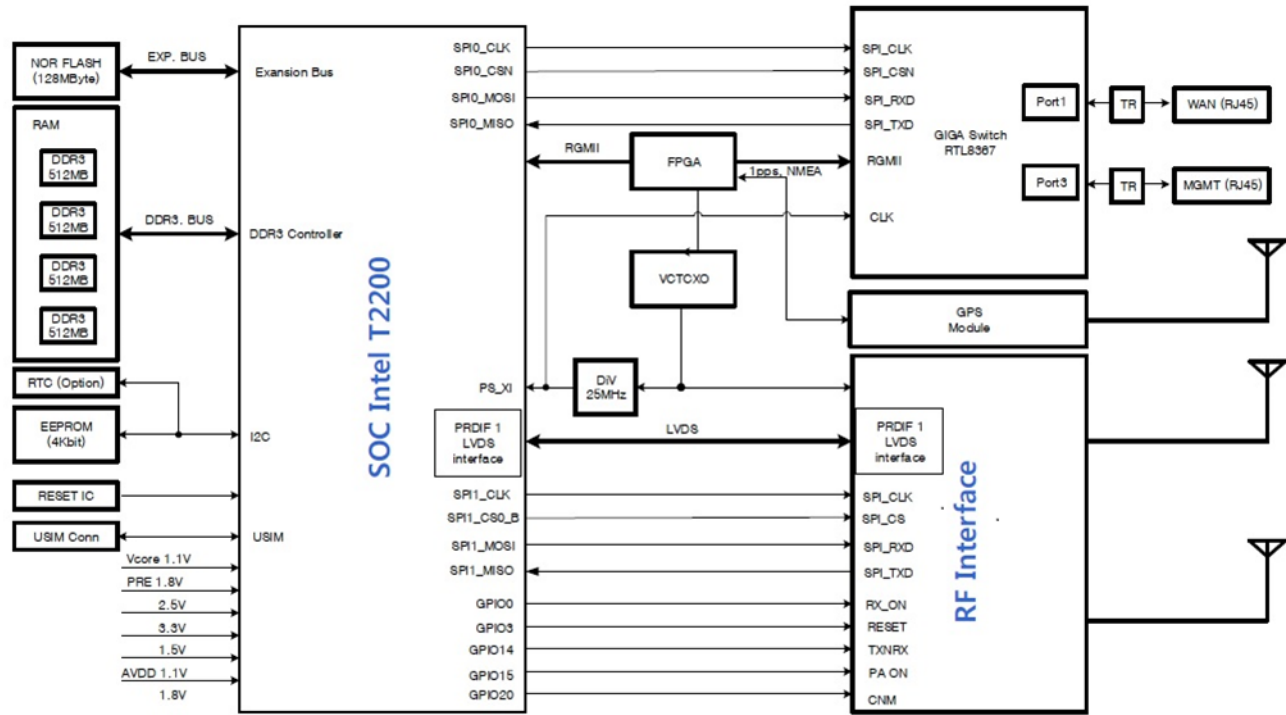 NOR FLASH
(128MByte)
EXP. BUS
Exansion Bus
RAM
DDR3
512MB
DDR3
512MB
DDR3
512MB
DDR3
512MB
DDR3. BUS
DDR3 Controller
RTC (Option)
EEPROM
(4Kbit)
I2C
RESET IC
USIM Conn
USIM
Vcore 1.1V
PRE 1.8V
2.5V
3.3V
1.5V
AVDD 1.1V
1.8V
SOC Intel T2200
SPI0_CLK
SPI0_CSN
SPI0_MOSI
SPI0_MISO
PS_XI
PRDIF 1
LVDS
interface
SPI1_CLK
SPI1_CS0_B
SPI1_MOSI
SPI1_MISO
GPIO0
GPIO3
GPIO14
GPIO15
GPIO20
RGMII
FPGA
1pps, NMEA
VCTCXO
DiV
25MHz
LVDS
SPI_CLK
SPI_CSN
SPI_RXD
SPI_TXD
RGMII
CLK
GIGA Switch
RTL8367
Port1
Port3
TR
WAN (RJ45)
TR
MGMT (RJ45)
GPS
Module
PRDIF 1
LVDS
interface
SPI_CLK
SPI_CS
SPI_RXD
SPI_TXD
RX_ON
RESET
TXNRX
PA ON
CNM
RF Interface